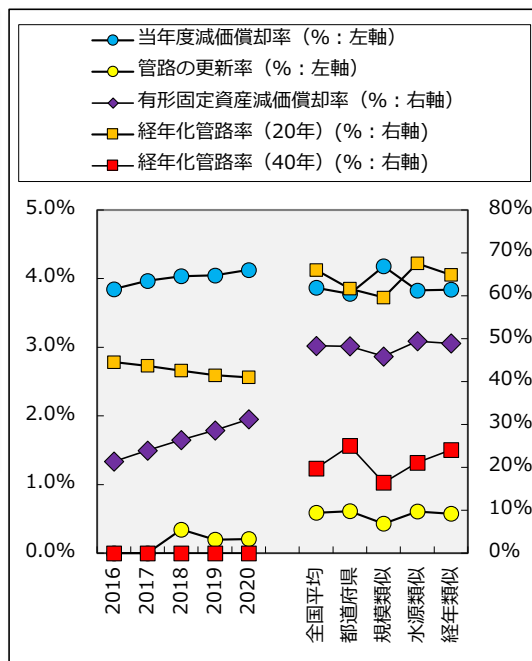 当年度減価償却率（%：左軸）
管路の更新率（%：左軸）
有形固定資産減価償却率（%：右軸）
経年化管路率（20年）(%：右軸)
経年化管路率（40年）(%：右軸)
5.0%
4.0%
3.0%
2.0%
1.0%
0.0%
80%
70%
60%
50%
40%
30%
20%
10%
0%
2016
2017
2018
2019
2020
全国平均
都道府県
規模類似
水源類似
経年類似